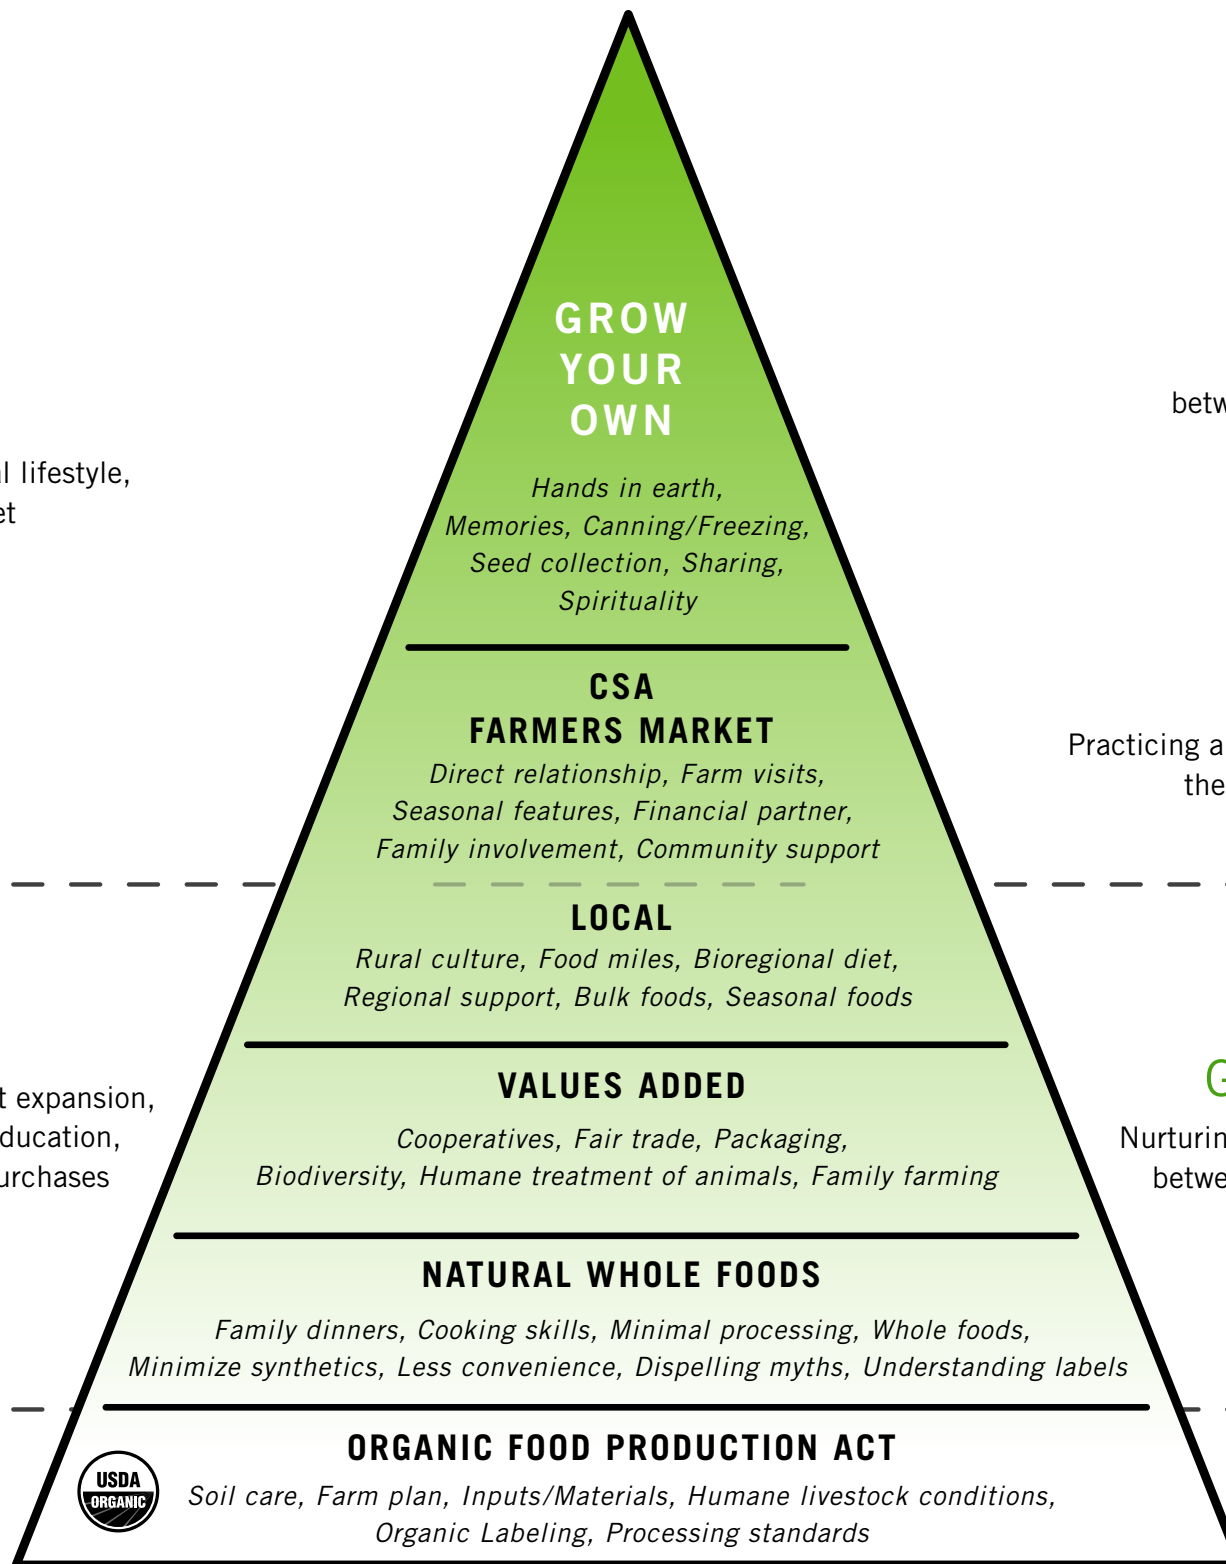 GROW
YOUR
OWN
Hands in earth,
Memories, Canning/Freezing,
Seed collection, Sharing,
Spirituality
lifestyle,
CSA
FARMERS MARKET
Direct relationship, Farm visits,
Seasonal features, Financial partner,
Family involvement, Community support
Practicing a
the
LOCAL
Rural culture, Food miles, Bioregional diet,
Regional support, Bulk foods, Seasonal foods
VALUES ADDED
Cooperatives, Fair trade, Packaging,
Biodiversity, Humane treatment of animals, Family farming
expansion,
NATURAL WHOLE FOODS
Family dinners, Cooking skills, Minimal processing, Whole foods,
Minimize synthetics, Less convenience, Dispelling myths, Understanding labels
ORGANIC FOOD PRODUCTION ACT
USDA
ORGANIC
Soil care, Farm plan, Inputs/Materials, Humane livestock conditions,
Organic Labeling, Processing standards